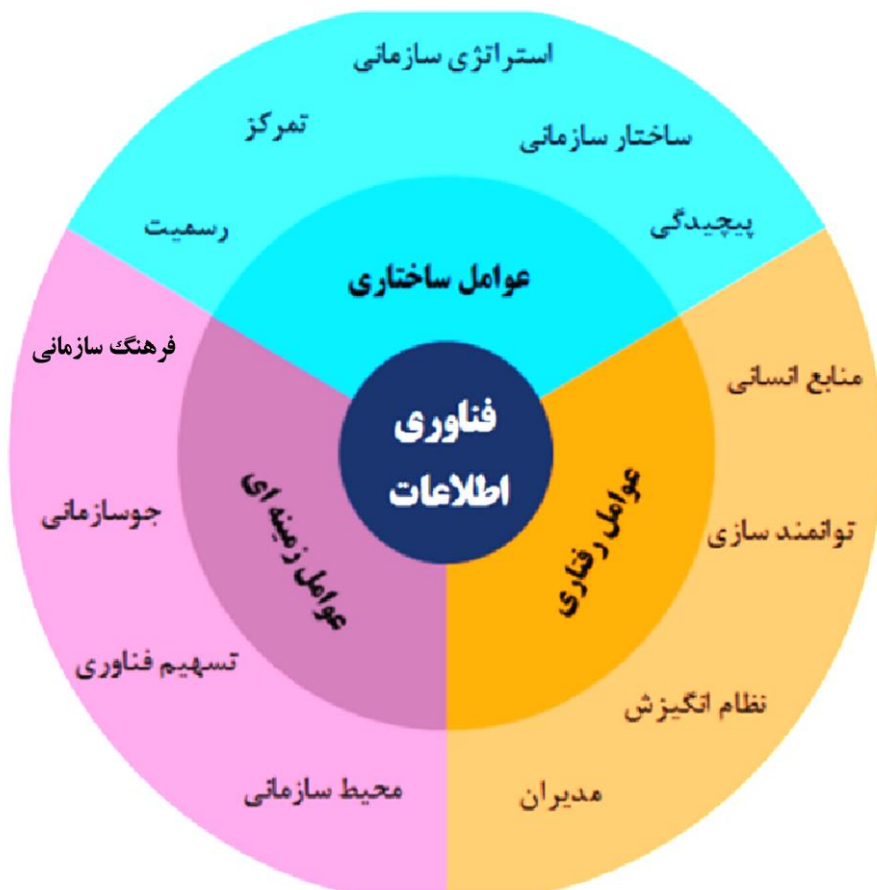 استراتژی سازمانی
ساختار سازمانی
تمرکز
پیچیدگی
رسمیت
عوامل ساختاری
فناوری
اطلاعات
منابع انسانی
توانمند سازی
نظام انگیزش
مدیران
عوامل رفتاری
فرهنگ سازمانی
جوسازمانی
تسهیم فناوری
محیط سازمانی
عوامل زمینه ای